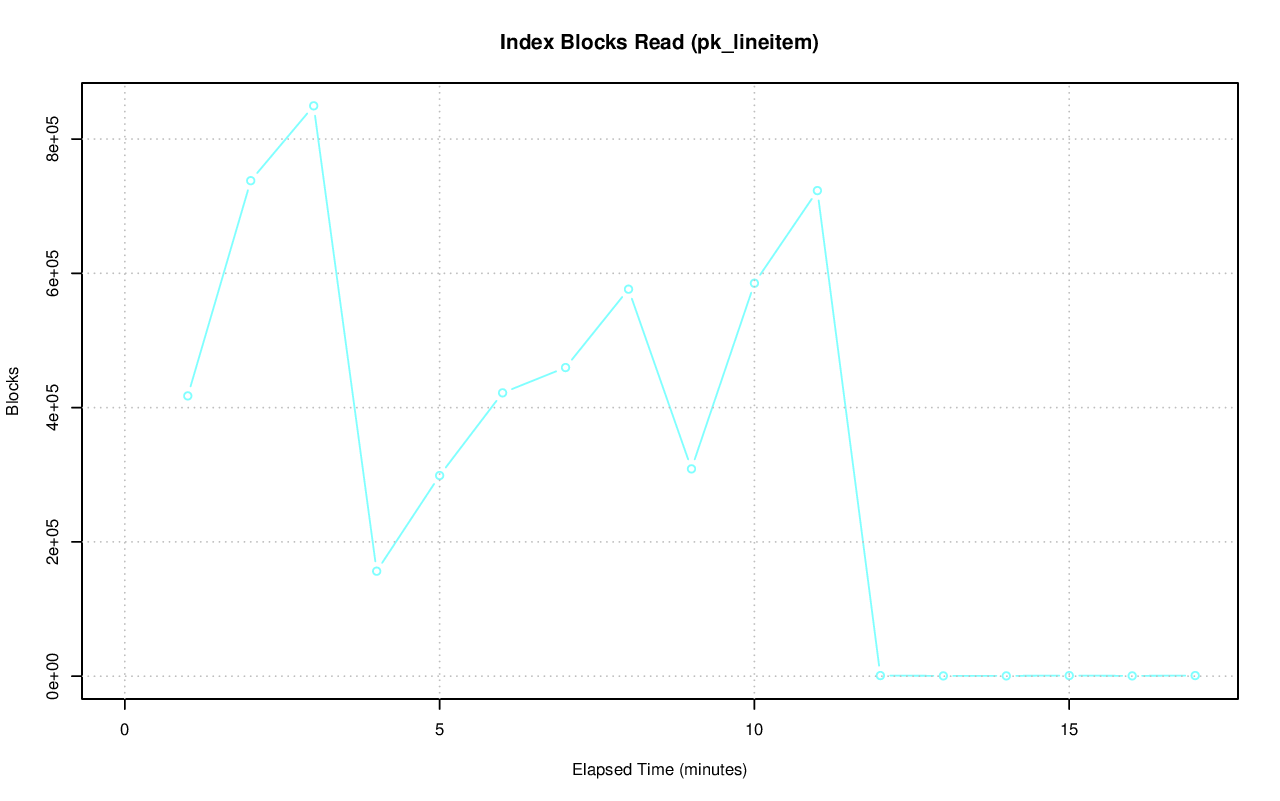 Index Blocks Read (pk_lineitem)
8e+05
6e+05
4e+05
2e+05
0e+00
Blocks
0 5 10 15
Elapsed Time (minutes)